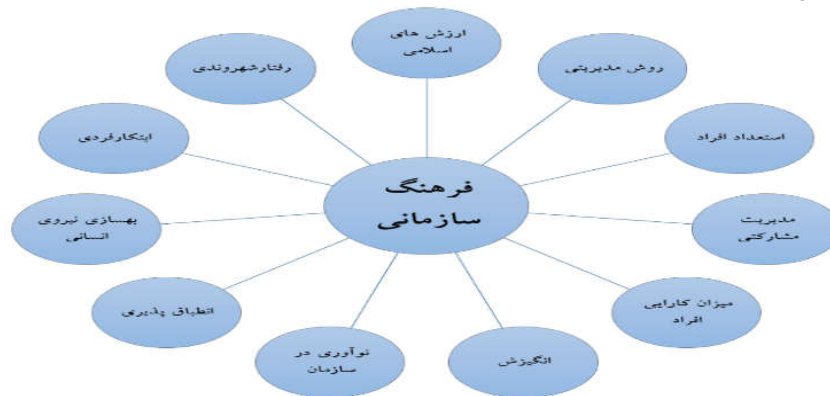 ارزش های
اسلامی
روش مدیریتی
رفتارشهروندی
استعداد افراد
ابتکارفردی
فرهنگ
سازمانی
مدیریت
مشارکتی
بهسازی نیروی
انسانی
میزان کارایی
افراد
انطباق پذیری
انگیزش
نوآوری در
سازمان